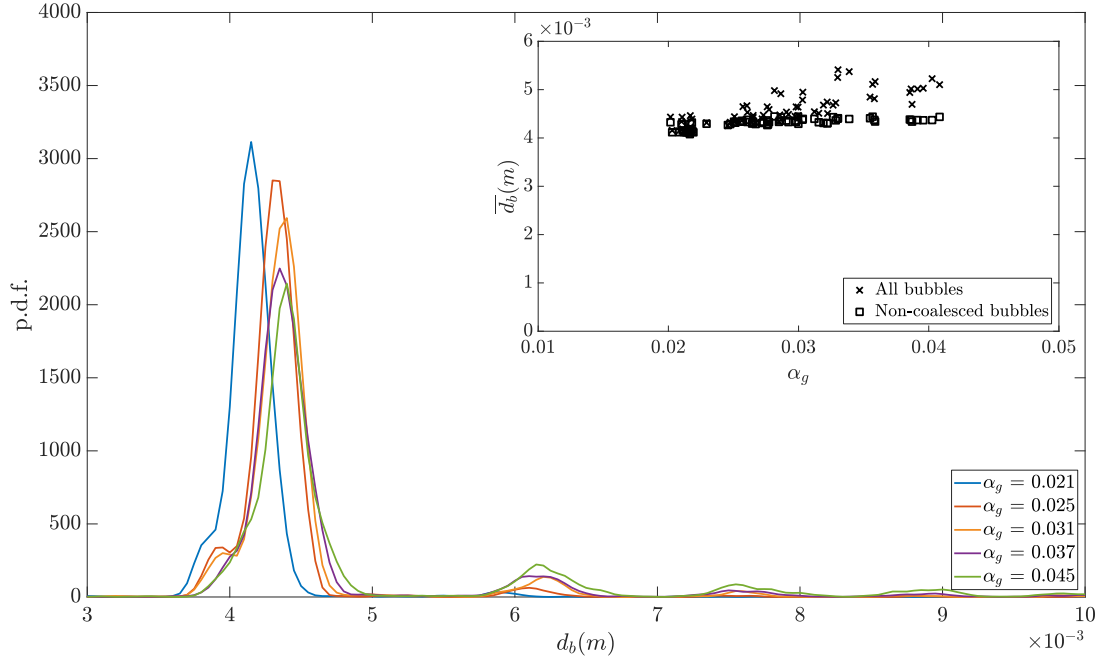 4000
3500
3000
2500
2000
1500
1000
500
0
p.d.f.
3 4 5 6 7 8 9 10
d_b(m)
×10⁻³
×10⁻³
6
5
4
3
2
1
0
d̅_b(m)
0.01 0.02 0.03 0.04 0.05
α_g
All bubbles
Non-coalesced bubbles
α_g = 0.021
α_g = 0.025
α_g = 0.031
α_g = 0.037
α_g = 0.045